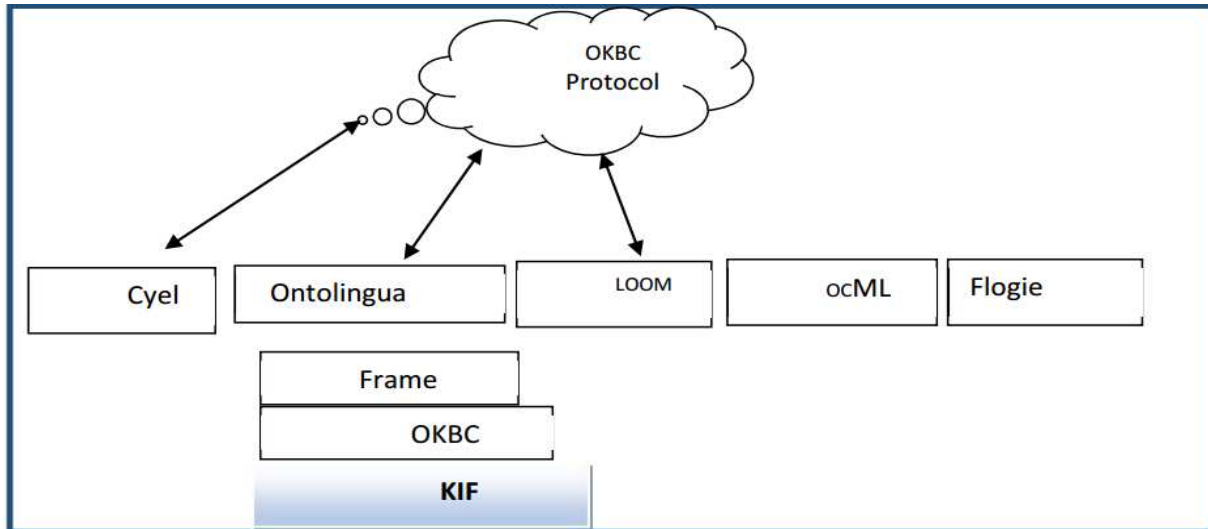 OKBC
Protocol
Cyel
Ontolingua
LOOM
ocML
Flogie
Frame
OKBC
KIF